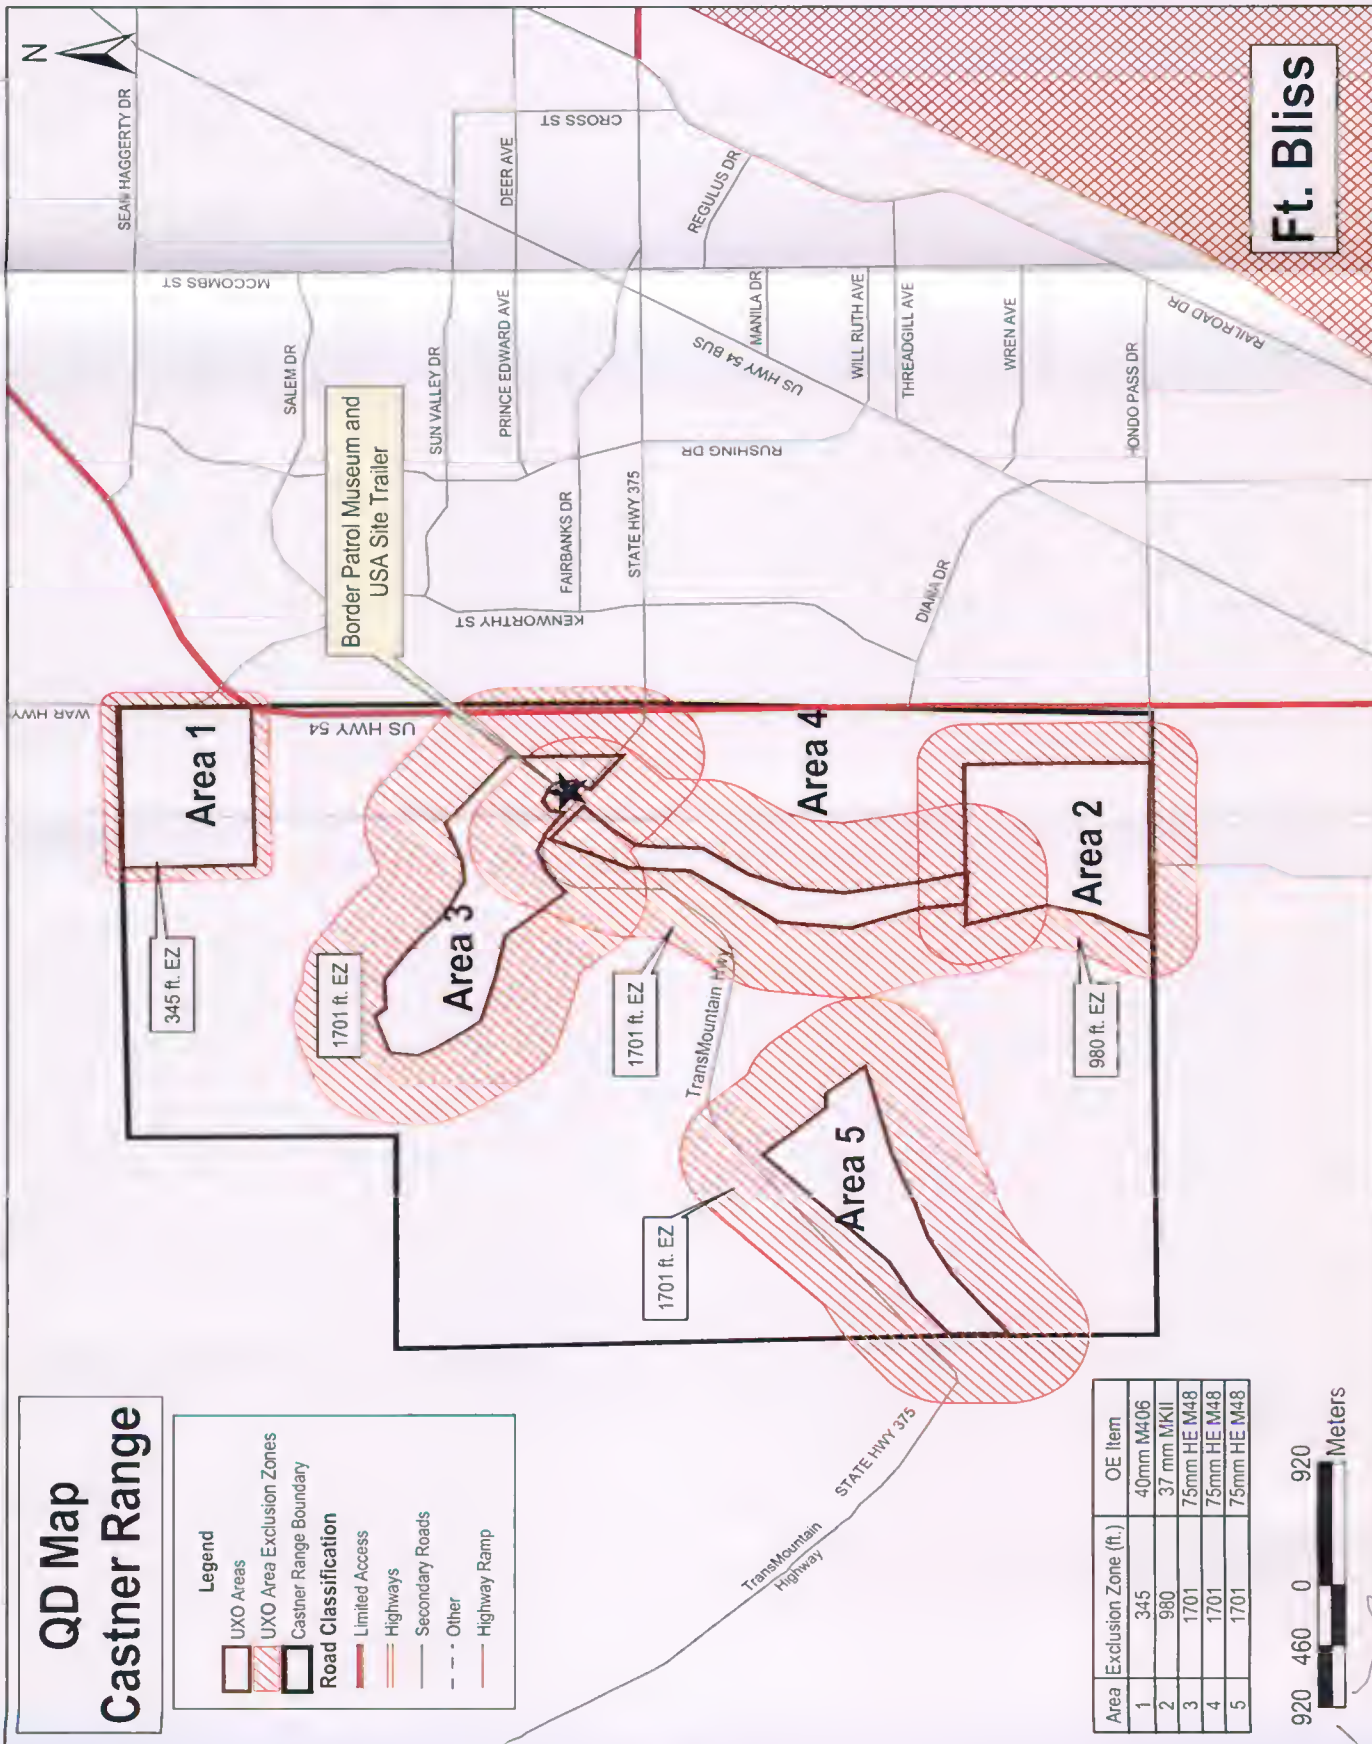 QD Map
Castner Range
Legend
UXO Areas
UXO Area Exclusion Zones
Castner Range Boundary
Road Classification
Limited Access
Highways
Secondary Roads
Other
Highway Ramp
N
SEAN HAGGERTY DR
MCCOMBS ST
SALEM DR
SUN VALLEY DR
PRINCE EDWARD AVE
DEER AVE
CROSS ST
REGULUS DR
MANILA DR
US HWY 54 BUS
WILL RUTH AVE
THREADGILL AVE
WREN AVE
RAILROAD DR
Ft. Bliss
Border Patrol Museum and
USA Site Trailer
FAIRBANKS DR
KENWORTHY ST
STATE HWY 375
RUSHING DR
DIANA DR
HONDO PASS DR
WAR HWY
US HWY 54
Area 1
345 ft. EZ
1701 ft. EZ
Area 3
1701 ft. EZ
TransMountain Hwy
Area 4
Area 2
980 ft. EZ
1701 ft. EZ
Area 5
STATE HWY 375
TransMountain
Highway
Area Exclusion Zone (ft.) OE Item
1 345 40mm M406
2 980 37 mm MKII
3 1701 75mm HE M48
4 1701 75mm HE M48
5 1701 75mm HE M48
920 460 0 920
Meters